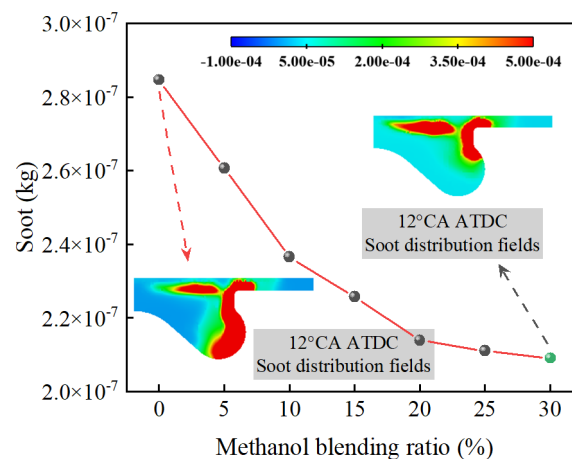 3.0×10⁻⁷
-1.00e-04 5.00e-05 2.00e-04 3.50e-04 5.00e-04
2.8×10⁻⁷
2.6×10⁻⁷
Soot (kg)
12°CA ATDC
Soot distribution fields
2.4×10⁻⁷
2.2×10⁻⁷
12°CA ATDC
Soot distribution fields
2.0×10⁻⁷
0 5 10 15 20 25 30
Methanol blending ratio (%)